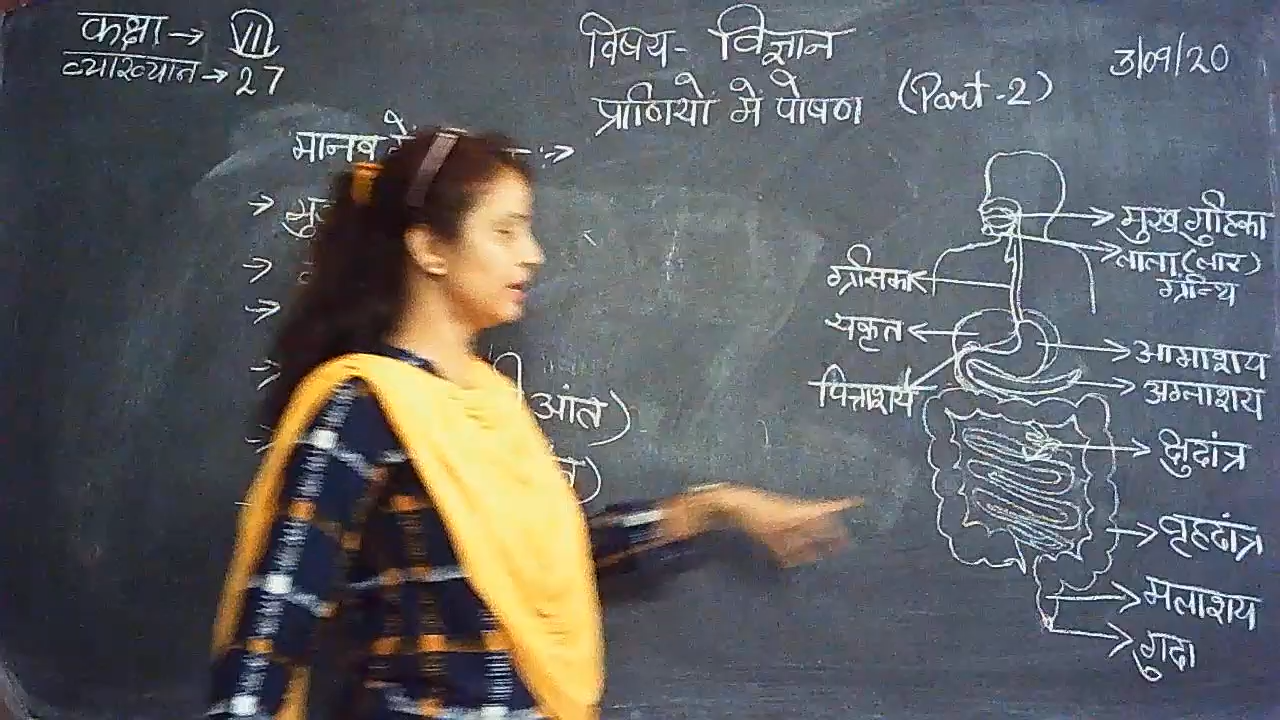 कक्षा → VII
व्याख्यान → 27
विषय - विज्ञान
प्राणियों में पोषण (Part-2)
3/09/20
मानव
आंत)
मुख गुहिका
लाला (लार)
ग्रन्थि
ग्रसिका
यकृत
पित्ताशय
आमाशय
अग्नाशय
क्षुदांत्र
वृहदांत्र
मलाशय
गुदा